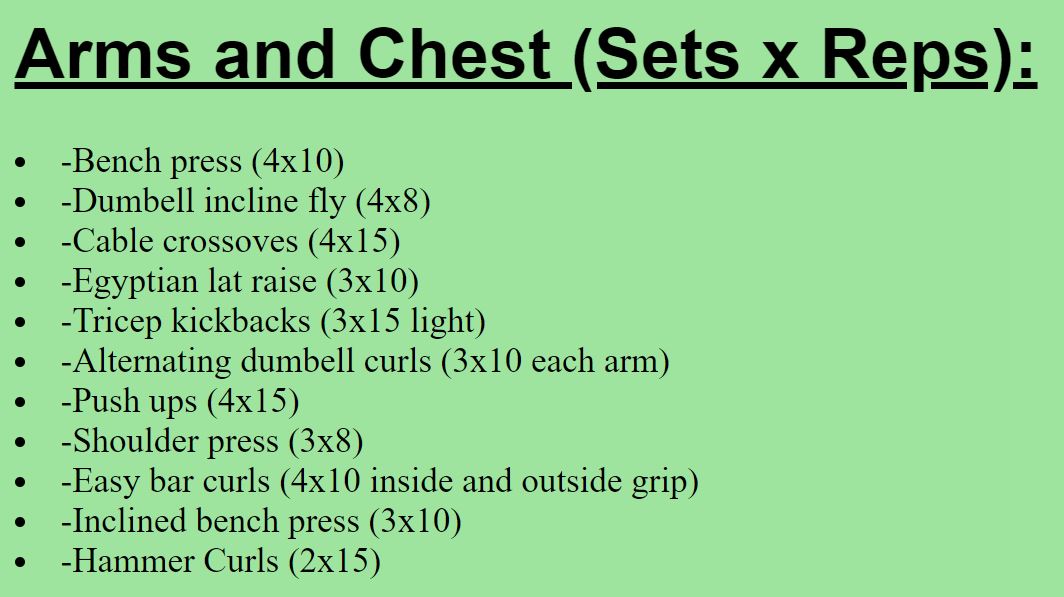 Arms and Chest (Sets x Reps):
• -Bench press (4x10)
• -Dumbell incline fly (4x8)
• -Cable crossoves (4x15)
• -Egyptian lat raise (3x10)
• -Tricep kickbacks (3x15 light)
• -Alternating dumbell curls (3x10 each arm)
• -Push ups (4x15)
• -Shoulder press (3x8)
• -Easy bar curls (4x10 inside and outside grip)
• -Inclined bench press (3x10)
• -Hammer Curls (2x15)